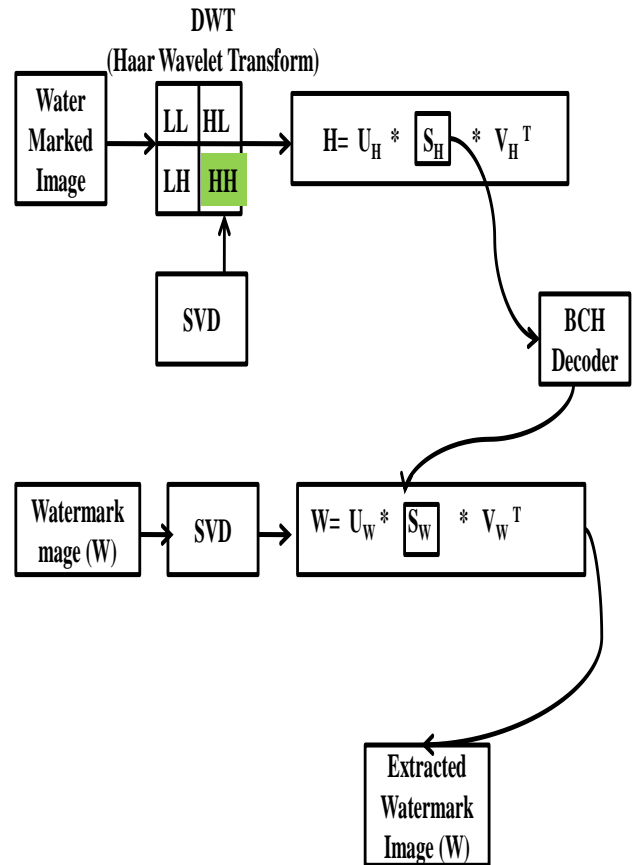 DWT
(Haar Wavelet Transform)
Water
Marked
Image
LL HL
LH HH
H= U_H * S_H * V_H^T
SVD
BCH
Decoder
Watermark
mage (W)
SVD
W= U_W * S_W * V_W^T
Extracted
Watermark
Image (W)